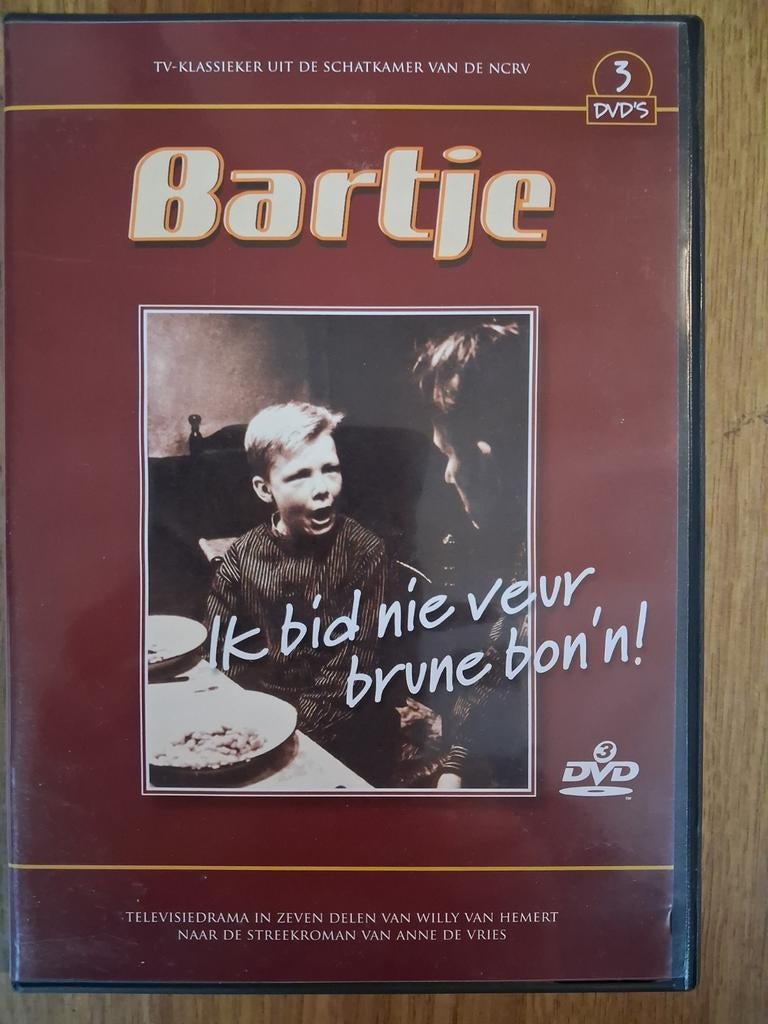 TV-KLASSIEKER UIT DE SCHATKAMER VAN DE NCRV
3
DVD'S
Bartje
Ik bid nie veur
brune bon'n!
3
DVD
TM
TELEVISIEDRAMA IN ZEVEN DELEN VAN WILLY VAN HEMERT
NAAR DE STREEKROMAN VAN ANNE DE VRIES